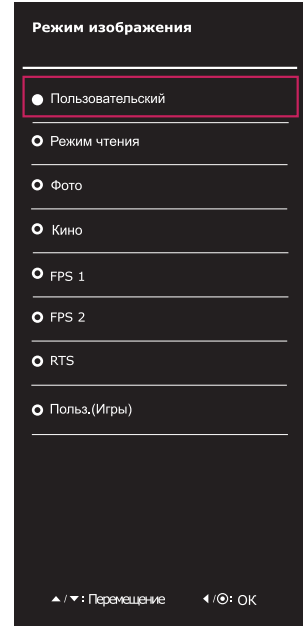 Режим изображения
Пользовательский
Режим чтения
Фото
Кино
FPS 1
FPS 2
RTS
Польз.(Игры)
▲/▼: Перемещение ◀/⦿: OK